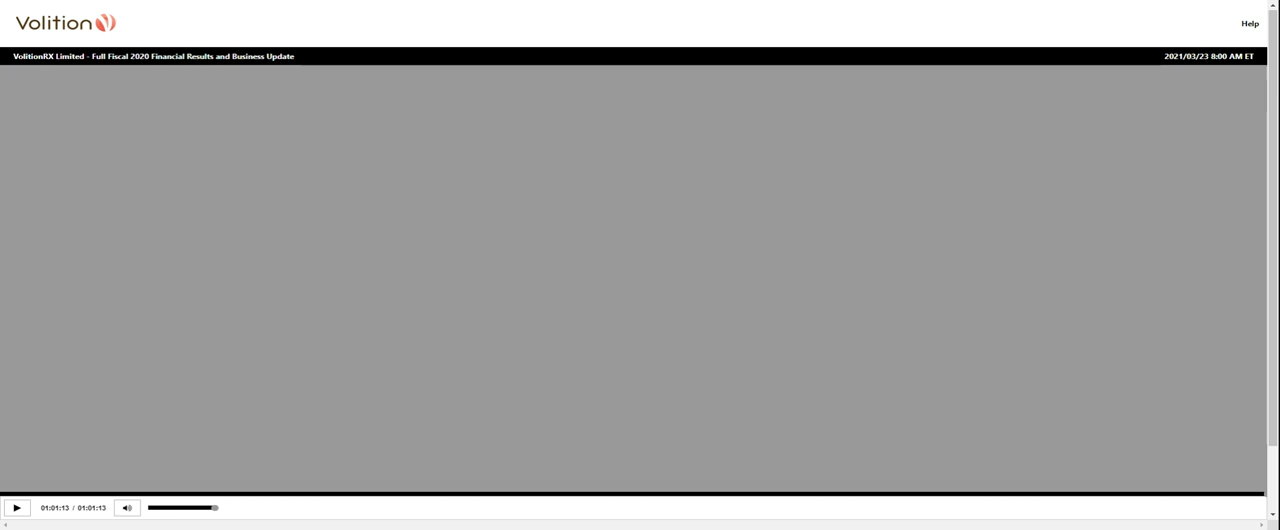 Volition
Help
VolitionRX Limited - Full Fiscal 2020 Financial Results and Business Update
2021/03/23 8:00 AM ET
01:01:13 / 01:01:13